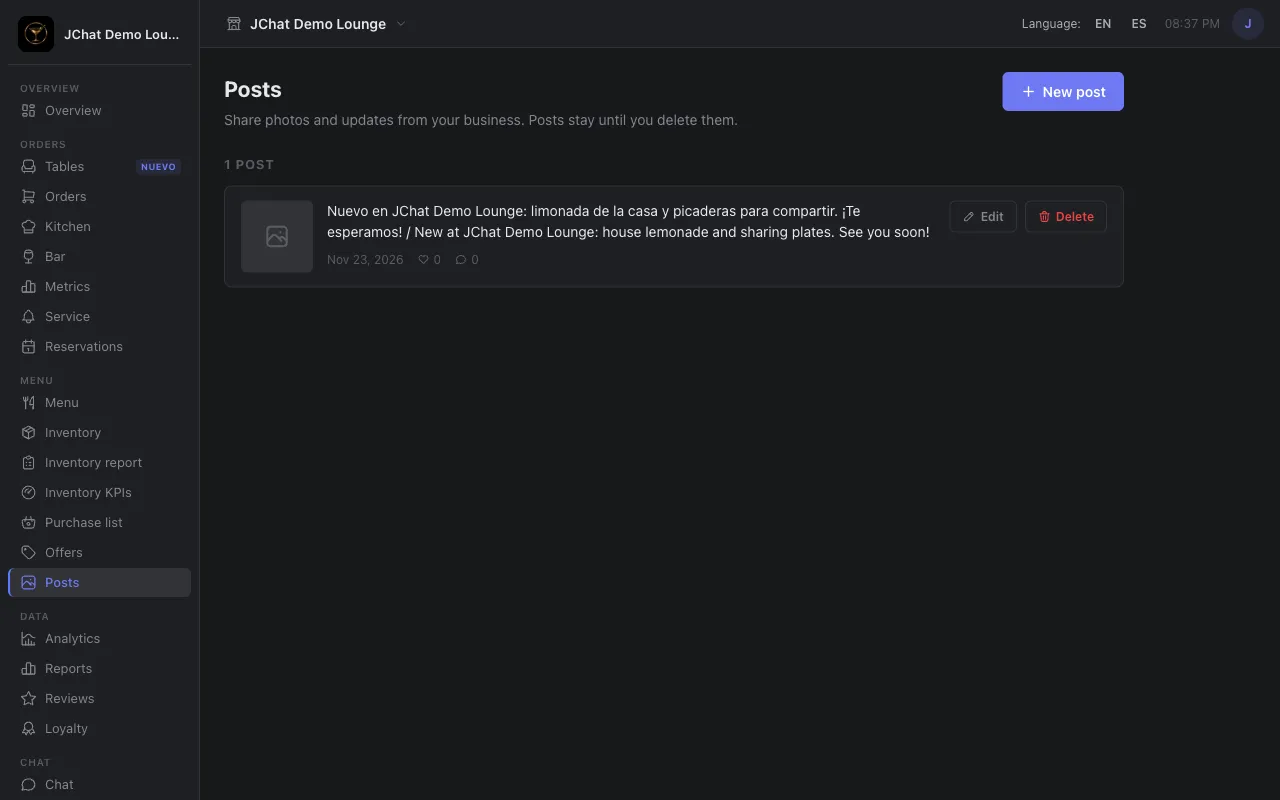 JChat Demo Lou...
JChat Demo Lounge
Language:
EN
ES
08:37 PM
J
OVERVIEW
Overview
ORDERS
Tables
NUEVO
Orders
Kitchen
Bar
Metrics
Service
Reservations
MENU
Menu
Inventory
Inventory report
Inventory KPIs
Purchase list
Offers
Posts
DATA
Analytics
Reports
Reviews
Loyalty
CHAT
Chat
Posts
Share photos and updates from your business. Posts stay until you delete them.
New post
1 POST
Nuevo en JChat Demo Lounge: limonada de la casa y picaderas para compartir. ¡Te
esperamos! / New at JChat Demo Lounge: house lemonade and sharing plates. See you soon!
Nov 23, 2026
0
0
Edit
Delete